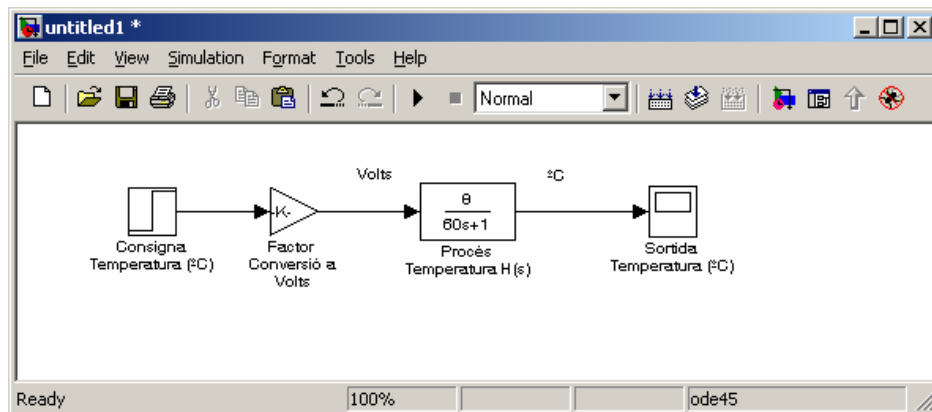 untitled1 *
File Edit View Simulation Format Tools Help
Normal
Volts
ºC
-K-
θ
60s+1
Consigna
Temperatura (ºC)
Factor
Conversió a
Volts
Procés
Temperatura H(s)
Sortida
Temperatura (ºC)
Ready
100%
ode45